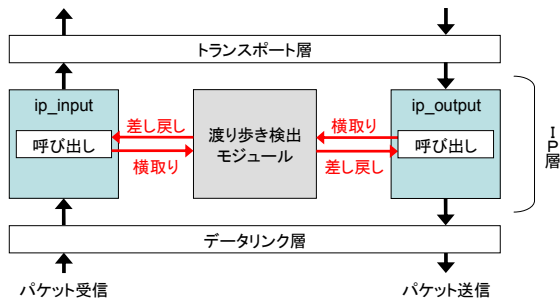 トランスポート層
ip_input
呼び出し
差し戻し
横取り
渡り歩き検出
モジュール
横取り
差し戻し
ip_output
呼び出し
IP層
データリンク層
パケット受信
パケット送信